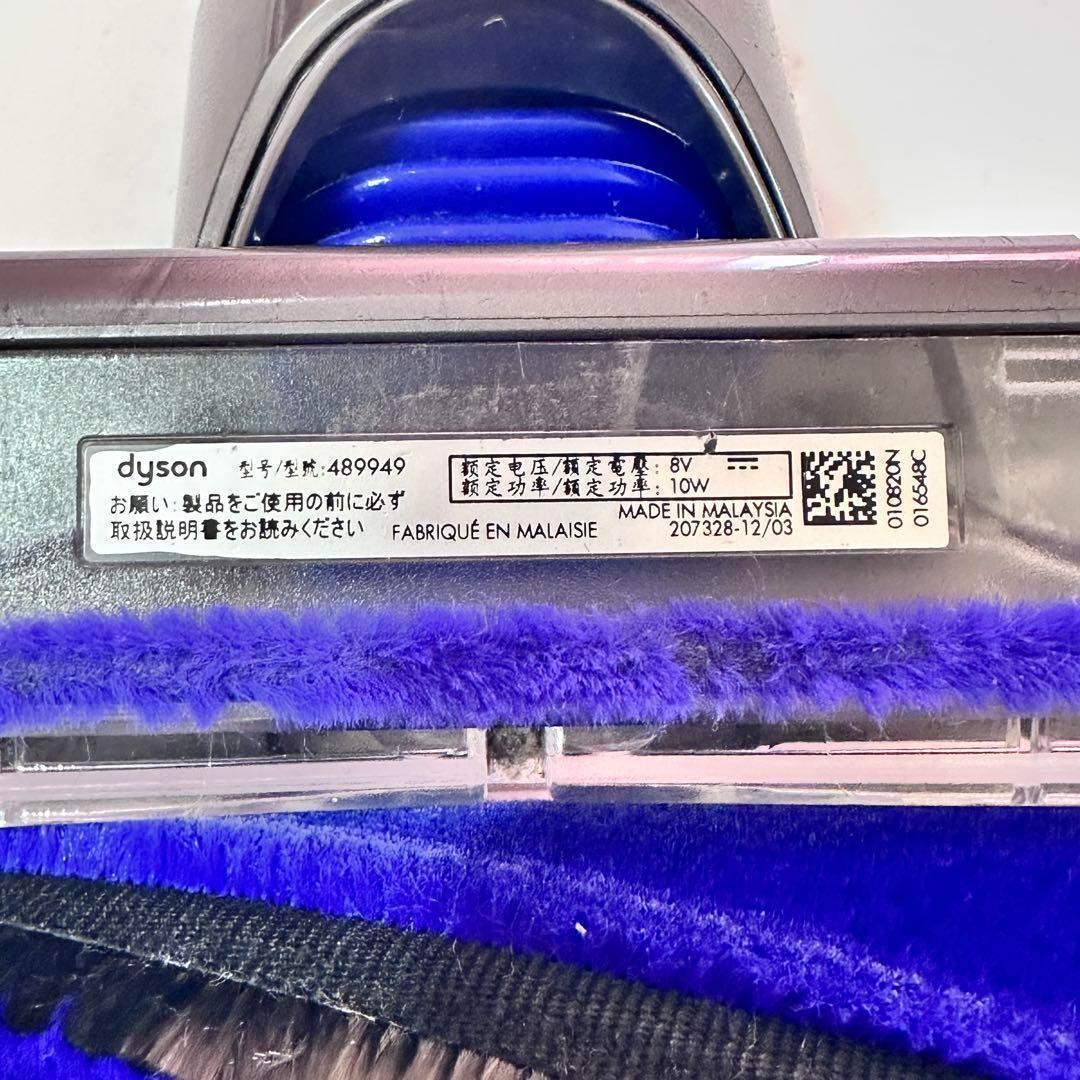 dyson 型号/型號:489949
お願い:製品をご使用の前に必ず
取扱説明書をお読みください
FABRIQUÉ EN MALAISIE
额定电压/額定電壓: 8V ⎓
额定功率/額定功率: 10W
MADE IN MALAYSIA
207328-12/03
010820N
016548C